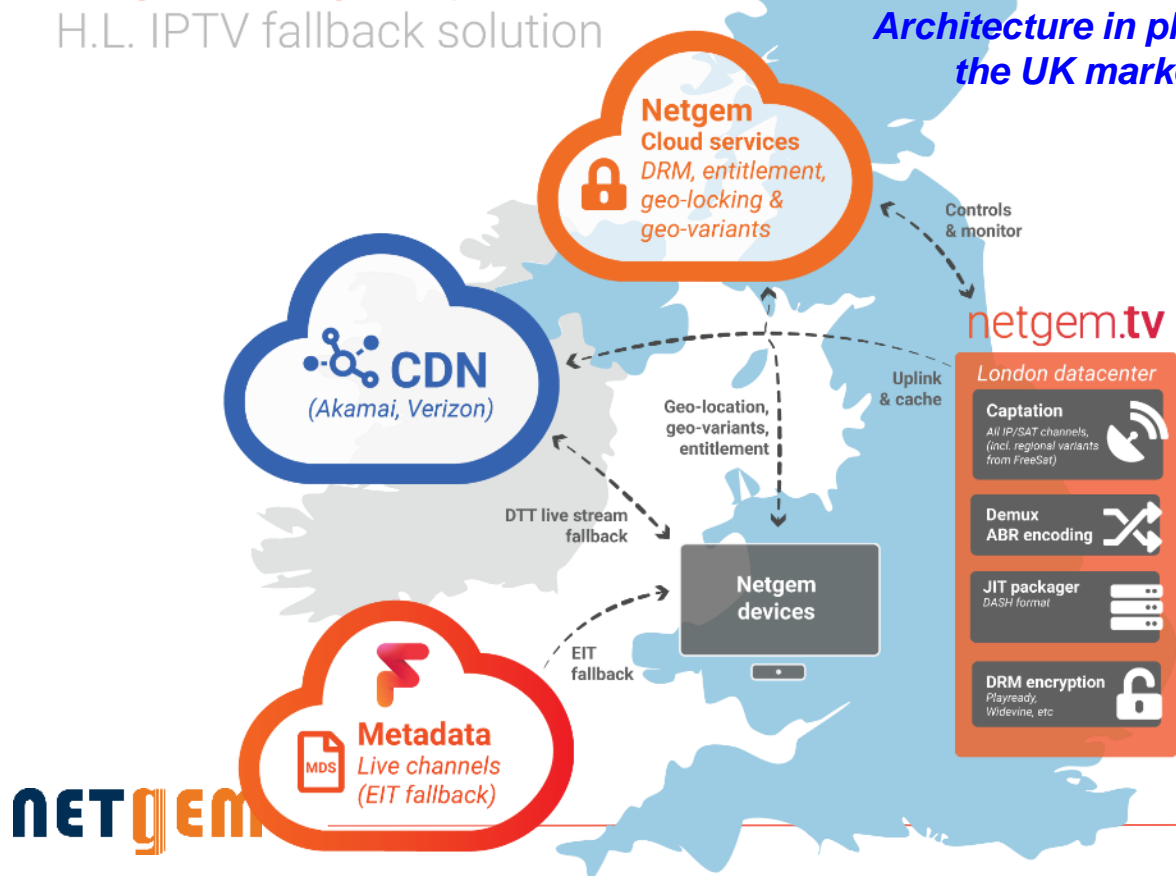 H.L. IPTV fallback solution
Architecture in pl
the UK marke
Netgem
Cloud services
DRM, entitlement,
geo-locking &
geo-variants
Controls
& monitor
CDN
(Akamai, Verizon)
netgem.tv
Uplink
& cache
London datacenter
Captation
All IP/SAT channels,
(incl. regional variants
from FreeSat)
Geo-location,
geo-variants,
entitlement
DTT live stream
fallback
Demux
ABR encoding
Netgem
devices
JIT packager
DASH format
EIT
fallback
DRM encryption
Playready,
Widevine, etc
Metadata
MDS
Live channels
(EIT fallback)
NETgEM